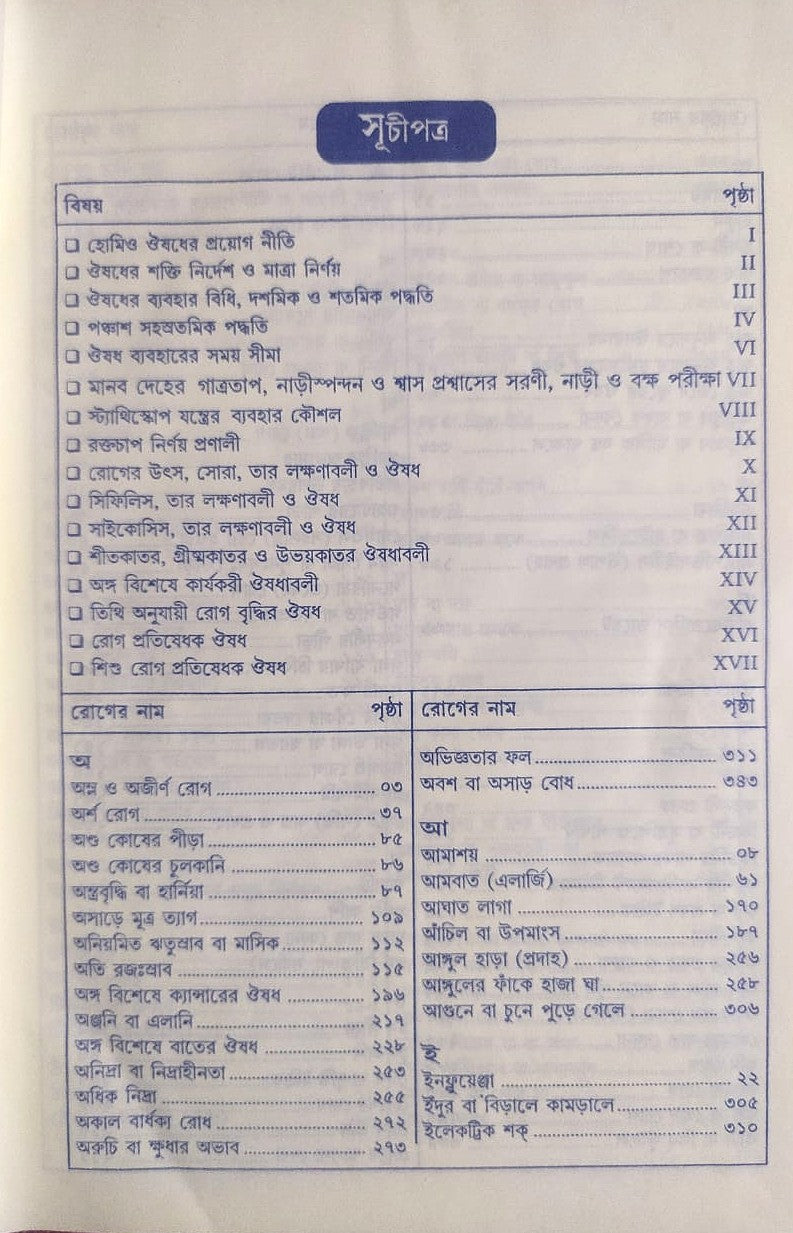 সূচীপত্র
বিষয় পৃষ্ঠা
❑ হোমিও ঔষধের প্রয়োগ নীতি I
❑ ঔষধের শক্তি নির্দেশ ও মাত্রা নির্ণয় II
❑ ঔষধের ব্যবহার বিধি, দশমিক ও শতমিক পদ্ধতি III
❑ পঞ্চাশ সহস্রতমিক পদ্ধতি IV
❑ ঔষধ ব্যবহারের সময় সীমা VI
❑ মানব দেহের গাত্রতাপ, নাড়ীস্পন্দন ও শ্বাস প্রশ্বাসের সরণী, নাড়ী ও বক্ষ পরীক্ষা VII
❑ স্ট্যাথিস্কোপ যন্ত্রের ব্যবহার কৌশল VIII
❑ রক্তচাপ নির্ণয় প্রণালী IX
❑ রোগের উৎস, সোরা, তার লক্ষণাবলী ও ঔষধ X
❑ সিফিলিস, তার লক্ষণাবলী ও ঔষধ XI
❑ সাইকোসিস, তার লক্ষণাবলী ও ঔষধ XII
❑ শীতকাতর, গ্রীষ্মকাতর ও উভয়কাতর ঔষধাবলী XIII
❑ অঙ্গ বিশেষে কার্যকরী ঔষধাবলী XIV
❑ তিথি অনুযায়ী রোগ বৃদ্ধির ঔষধ XV
❑ রোগ প্রতিষেধক ঔষধ XVI
❑ শিশু রোগ প্রতিষেধক ঔষধ XVII
রোগের নাম পৃষ্ঠা
অ
অম্ল ও অজীর্ণ রোগ ........................ ০৩
অর্শ রোগ ................................... ৩৭
অণ্ড কোষের পীড়া ......................... ৮৫
অণ্ড কোষের চুলকানি ..................... ৮৬
অন্ত্রবৃদ্ধি বা হার্নিয়া ......................... ৮৭
অসাড়ে মূত্র ত্যাগ .......................... ১০৯
অনিয়মিত ঋতুস্রাব বা মাসিক ............. ১১২
অতি রজঃস্রাব ............................. ১১৫
অঙ্গ বিশেষে ক্যান্সারের ঔষধ ............ ১৯৬
অঞ্জনি বা এলানি .......................... ২১৭
অঙ্গ বিশেষে বাতের ঔষধ ................ ২২৮
অনিদ্রা বা নিদ্রাহীনতা ..................... ২৫৩
অধিক নিদ্রা ................................ ২৫৫
অকাল বার্ধক্য রোধ ....................... ২৭২
অরুচি বা ক্ষুধার অভাব ................... ২৭৩
রোগের নাম পৃষ্ঠা
অভিজ্ঞতার ফল ........................... ৩১১
অবশ বা অসাড় বোধ ..................... ৩৪৩
আ
আমাশয় .................................... ০৮
আমবাত (এলার্জি) ......................... ৬১
আঘাত লাগা ............................... ১৭০
আঁচিল বা উপমাংস ........................ ১৮৭
আঙ্গুল হাড়া (প্রদাহ) ...................... ২৫৬
আঙ্গুলের ফাঁকে হাজা ঘা .................. ২৫৮
আগুনে বা চুনে পুড়ে গেলে ............... ৩০৬
ই
ইনফ্লুয়েঞ্জা .................................. ২২
ইঁদুর বা বিড়ালে কামড়ালে ................ ৩০৫
ইলেকট্রিক শক্ ............................. ৩১০